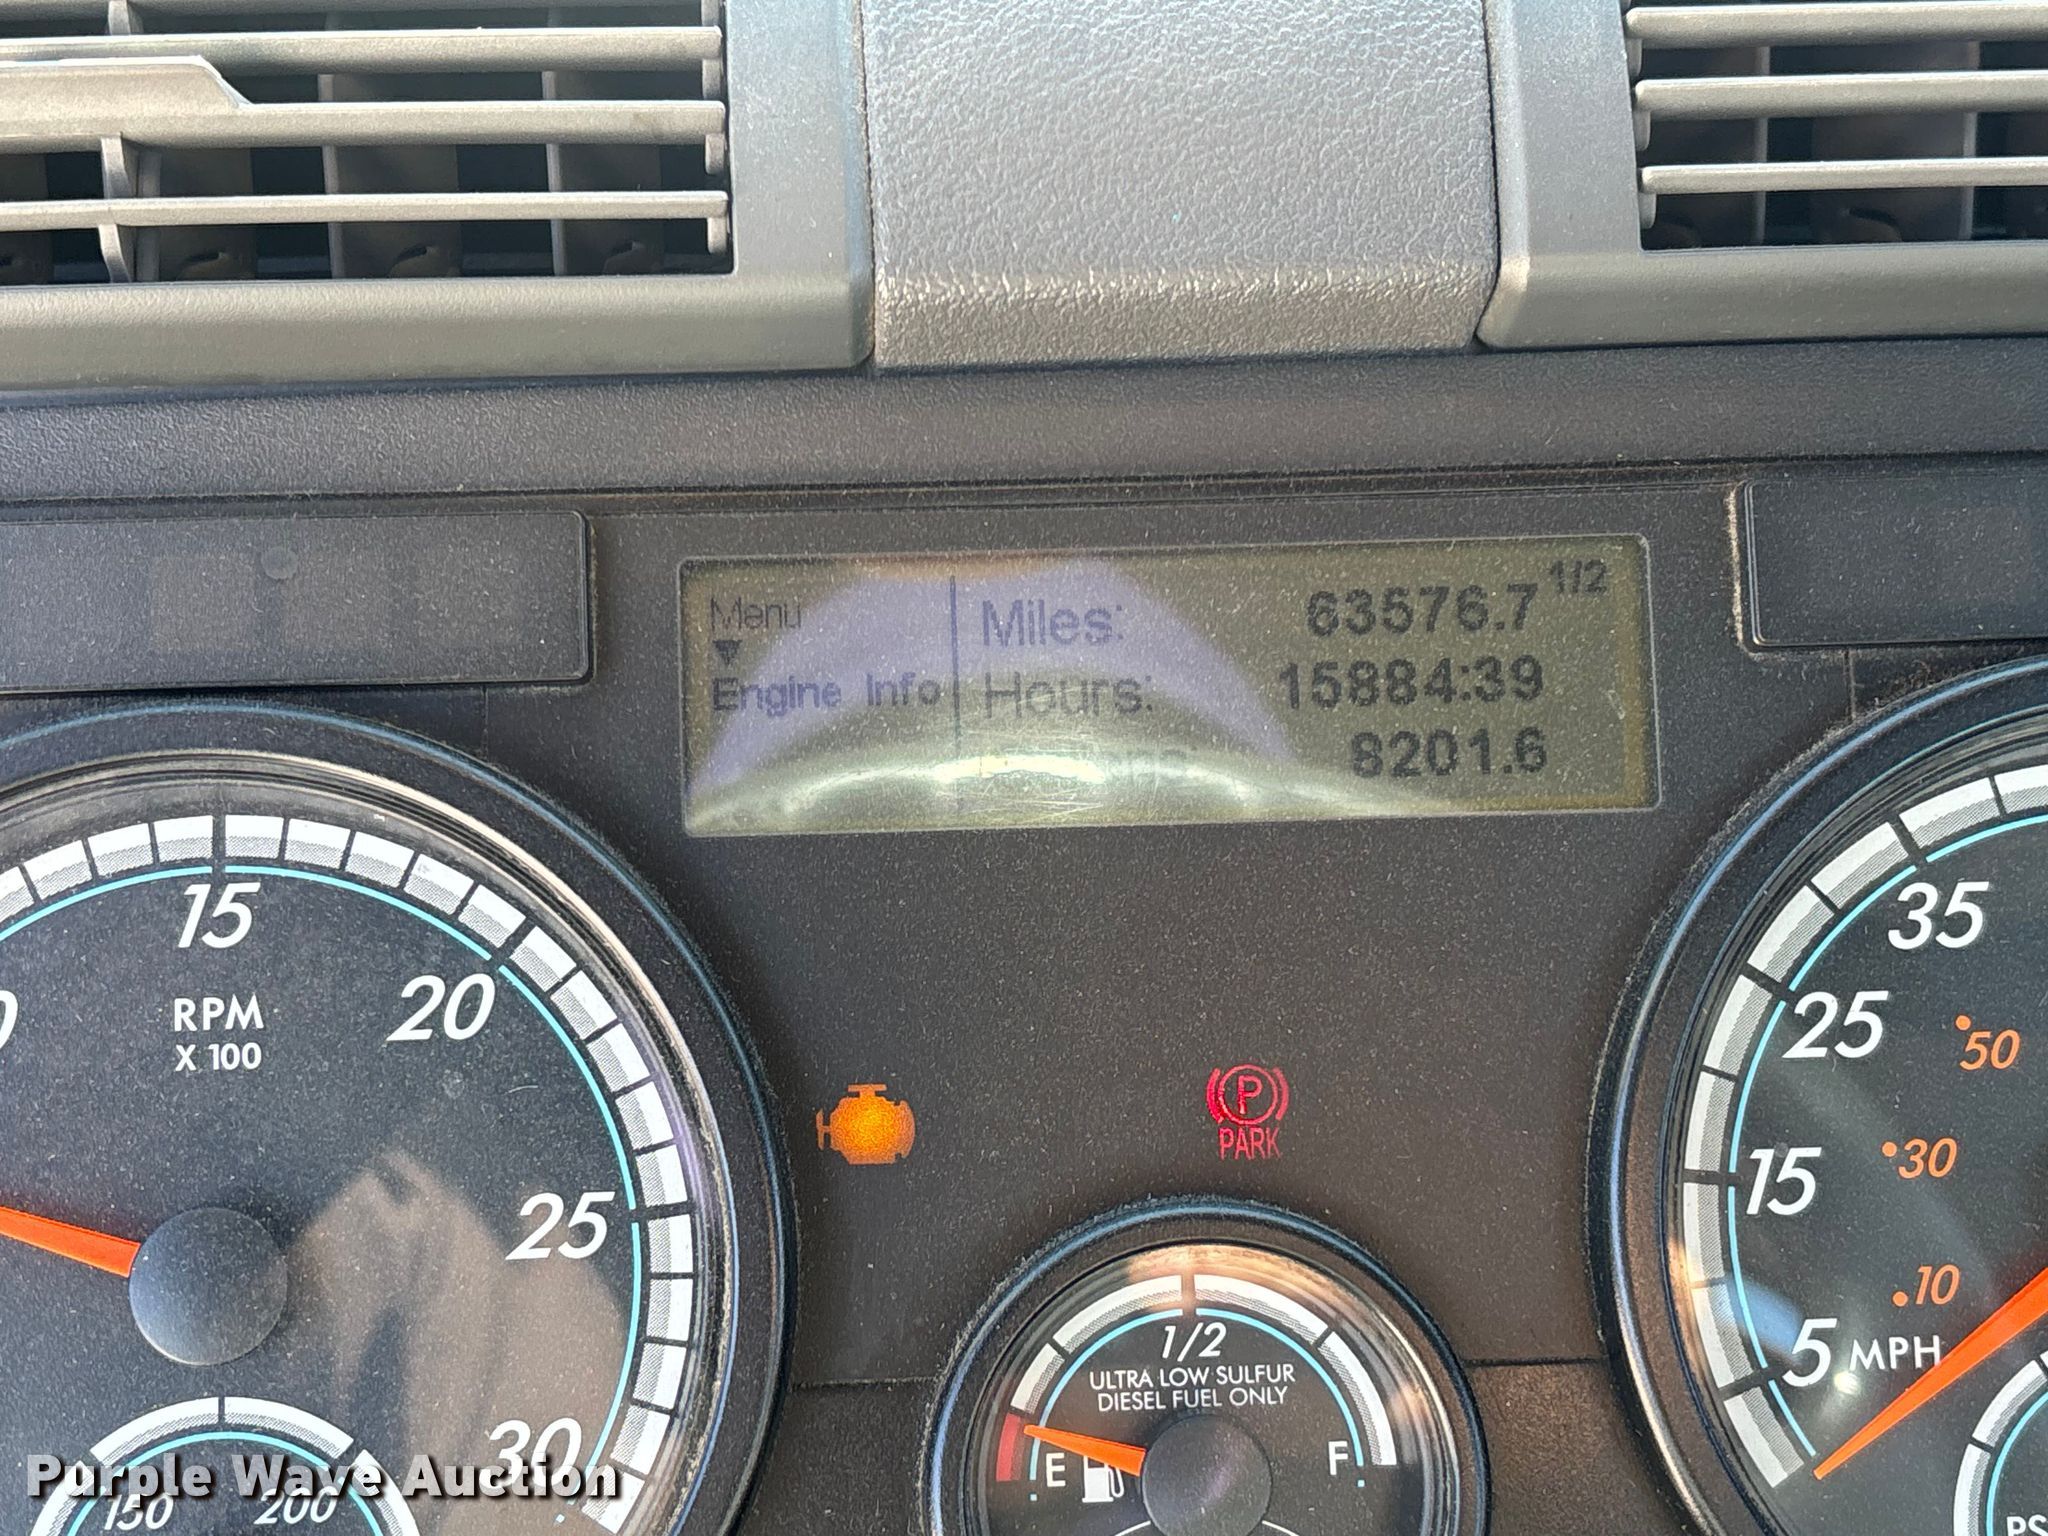 Menu
Engine Info
Miles: 63576.7 1/2
Hours: 15884:39
8201.6
15
20
25
30
RPM
X 100
150
200
P
PARK
1/2
ULTRA LOW SULFUR
DIESEL FUEL ONLY
E
F
35
25
15
5
MPH
50
30
10
Purple Wave Auction